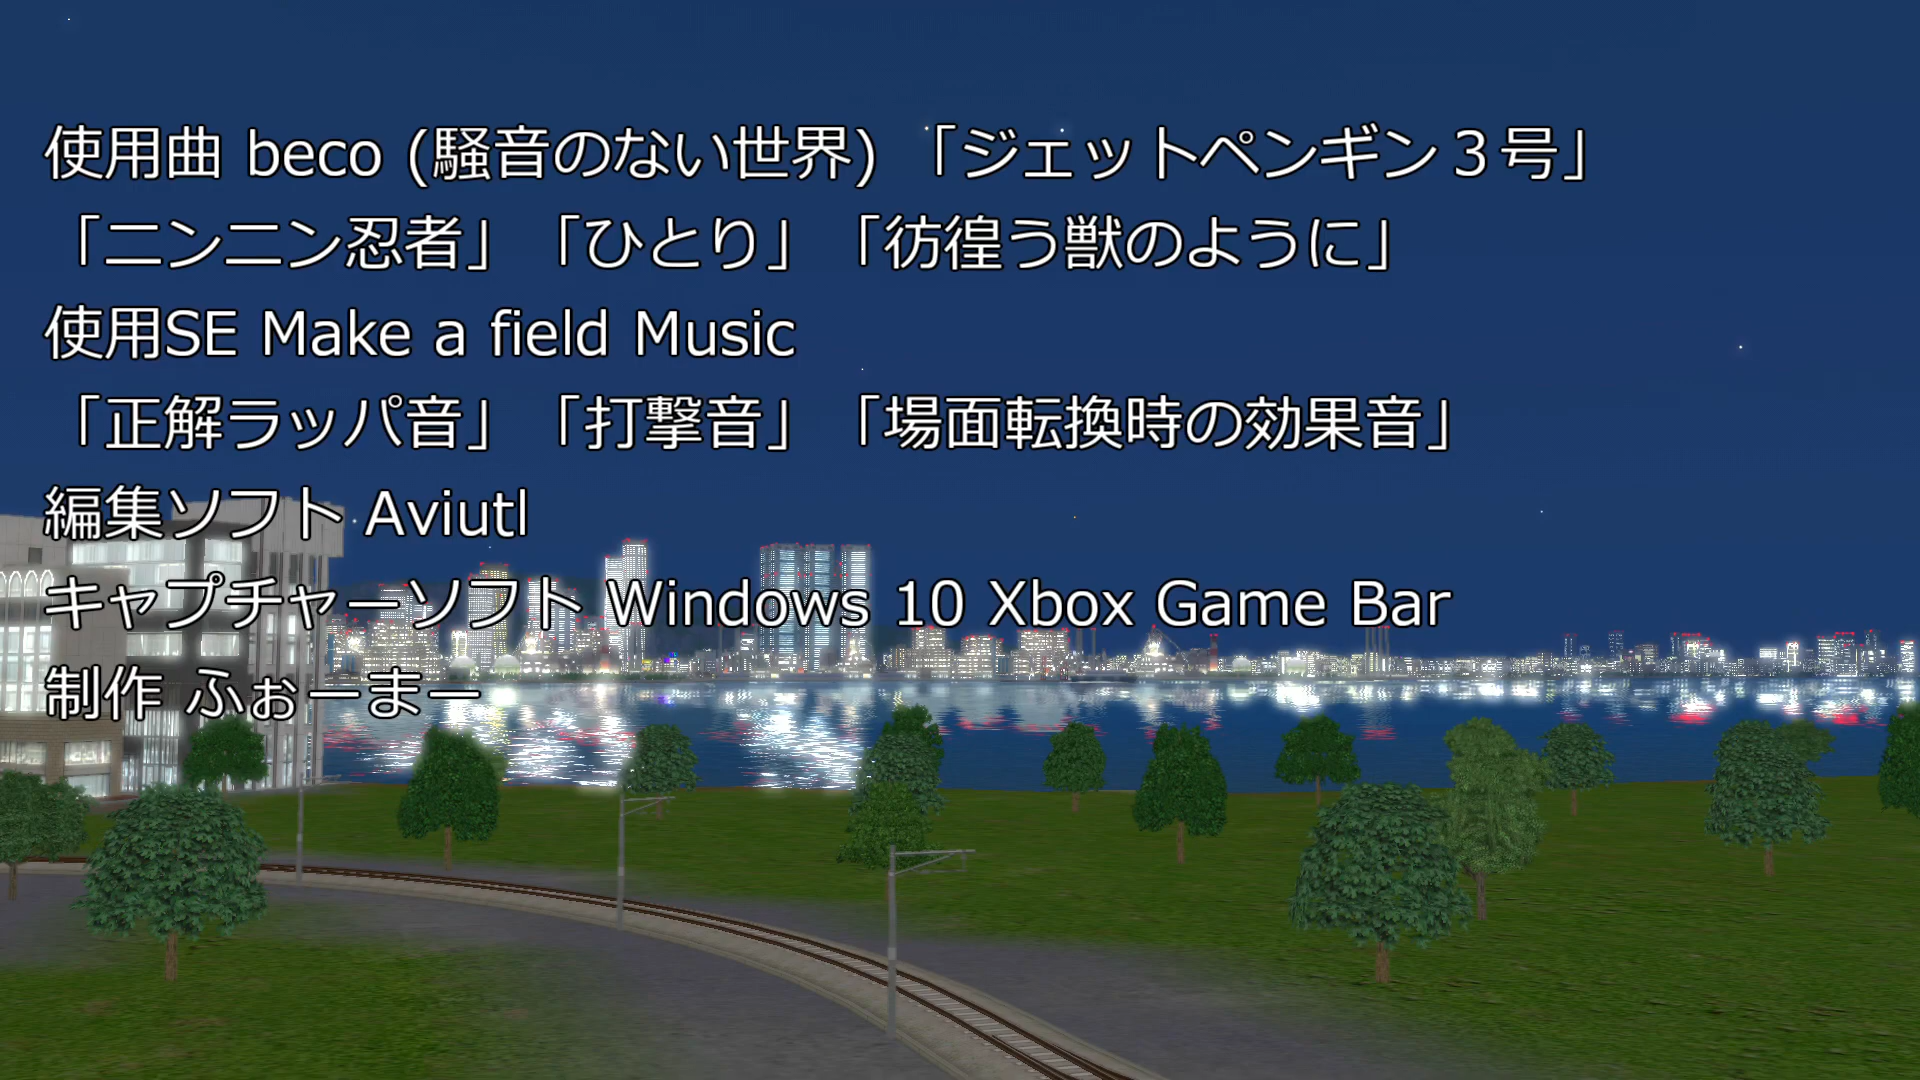 使用曲 beco (騒音のない世界) 「ジェットペンギン３号」
「ニンニン忍者」「ひとり」「彷徨う獣のように」
使用SE Make a field Music
「正解ラッパ音」「打撃音」「場面転換時の効果音」
編集ソフト Aviutl
キャプチャーソフト Windows 10 Xbox Game Bar
制作 ふぉーまー